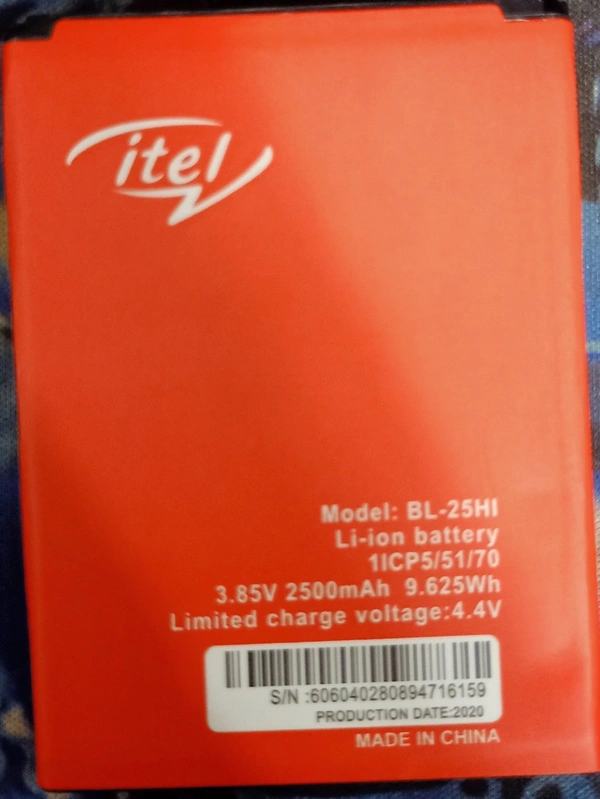 itel
Model: BL-25HI
Li-ion battery
1ICP5/51/70
3.85V 2500mAh 9.625Wh
Limited charge voltage:4.4V
S/N :606040280894716159
PRODUCTION DATE:2020
MADE IN CHINA